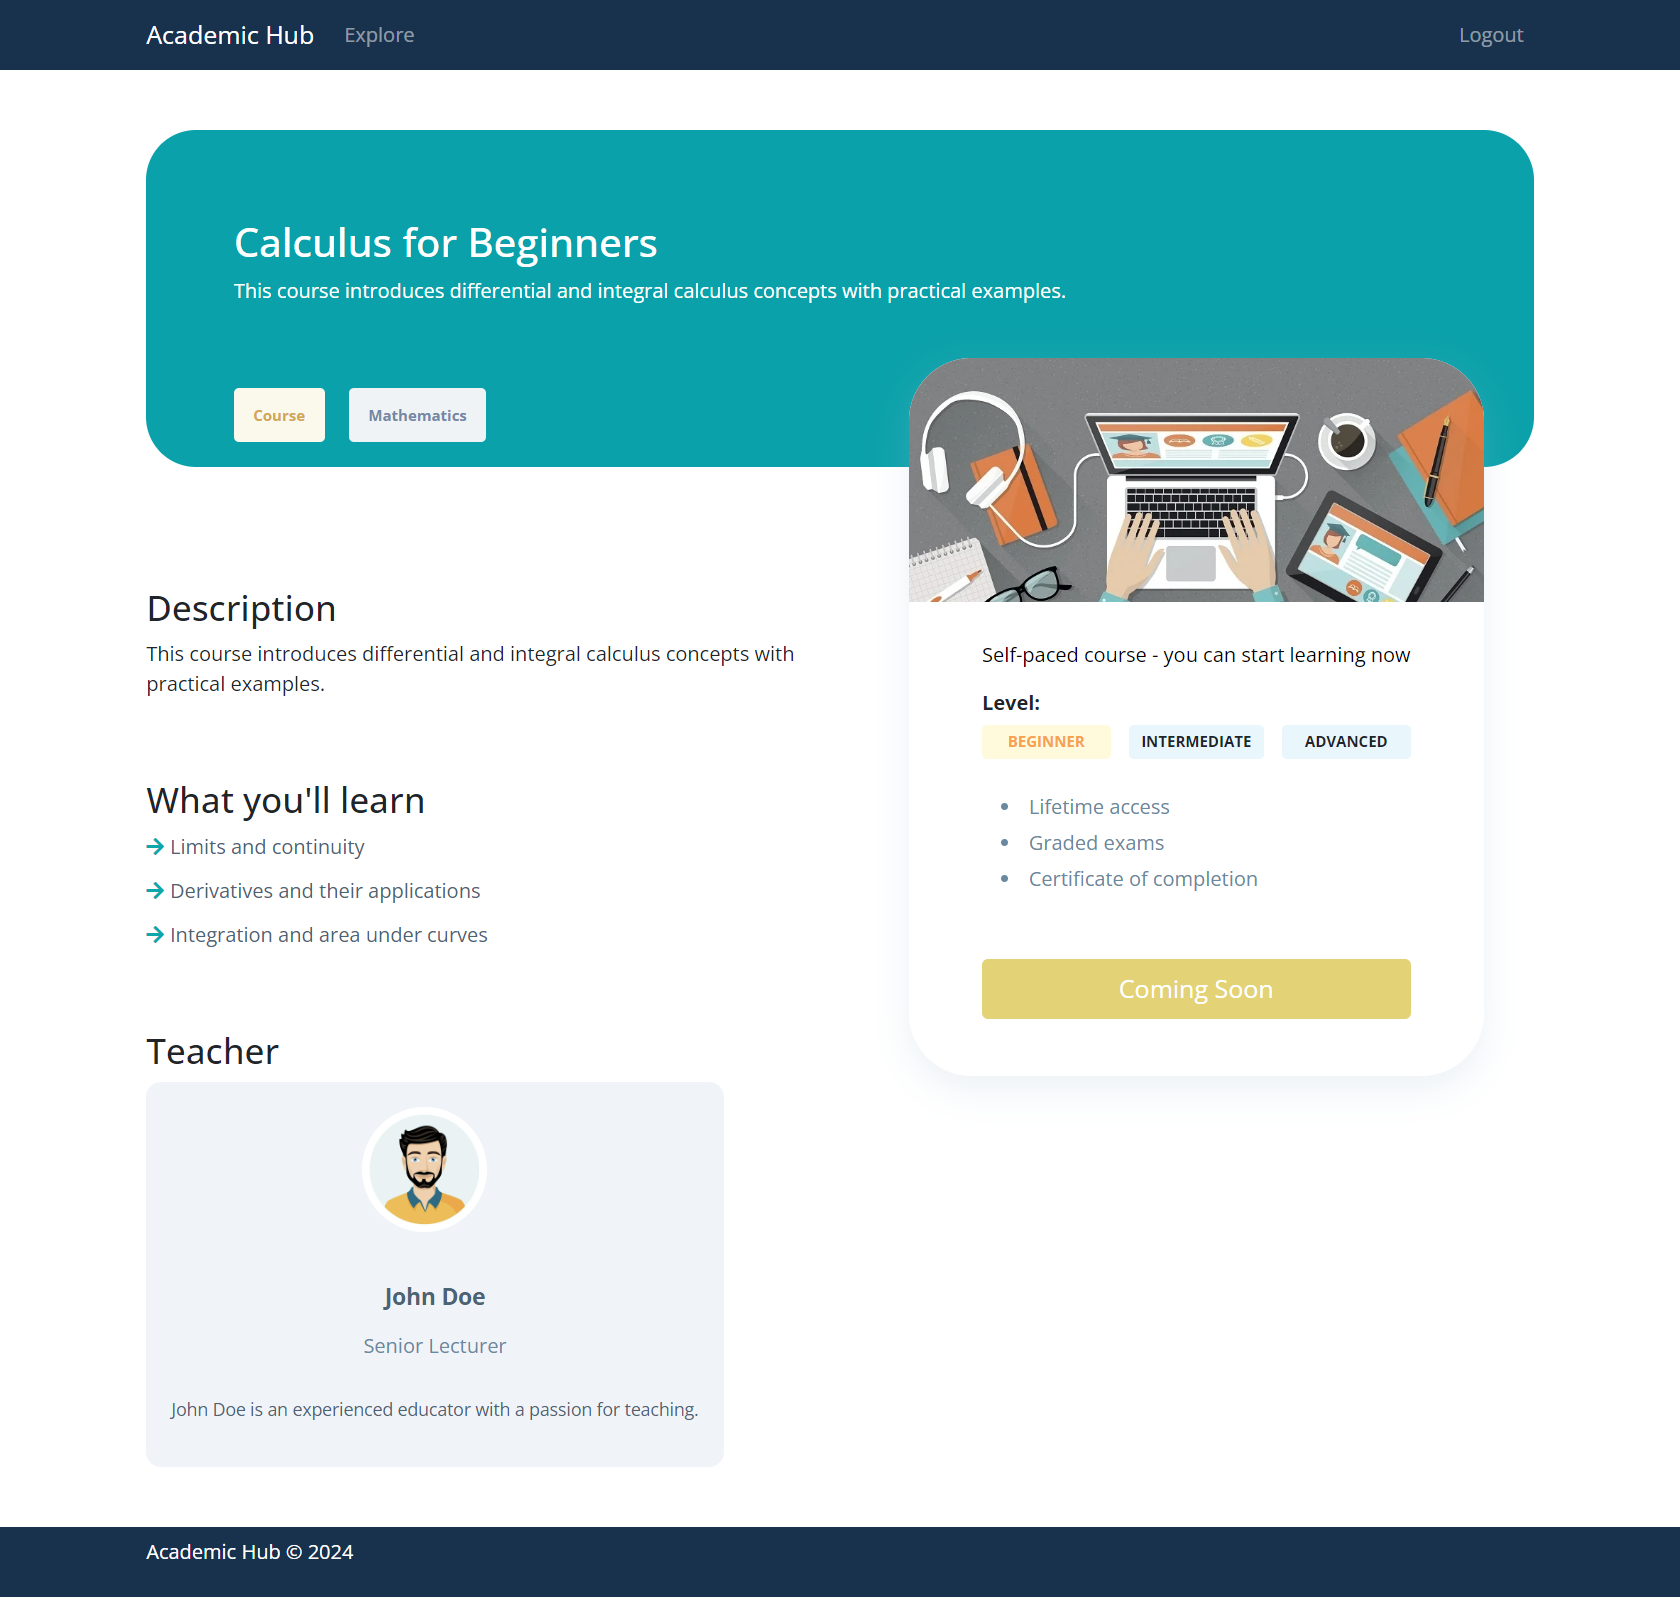 Academic Hub Explore Logout
Calculus for Beginners
This course introduces differential and integral calculus concepts with practical examples.
Course Mathematics
Description
This course introduces differential and integral calculus concepts with
practical examples.
What you'll learn
Limits and continuity
Derivatives and their applications
Integration and area under curves
Teacher
John Doe
Senior Lecturer
John Doe is an experienced educator with a passion for teaching.
Self-paced course - you can start learning now
Level:
BEGINNER INTERMEDIATE ADVANCED
Lifetime access
Graded exams
Certificate of completion
Coming Soon
Academic Hub © 2024